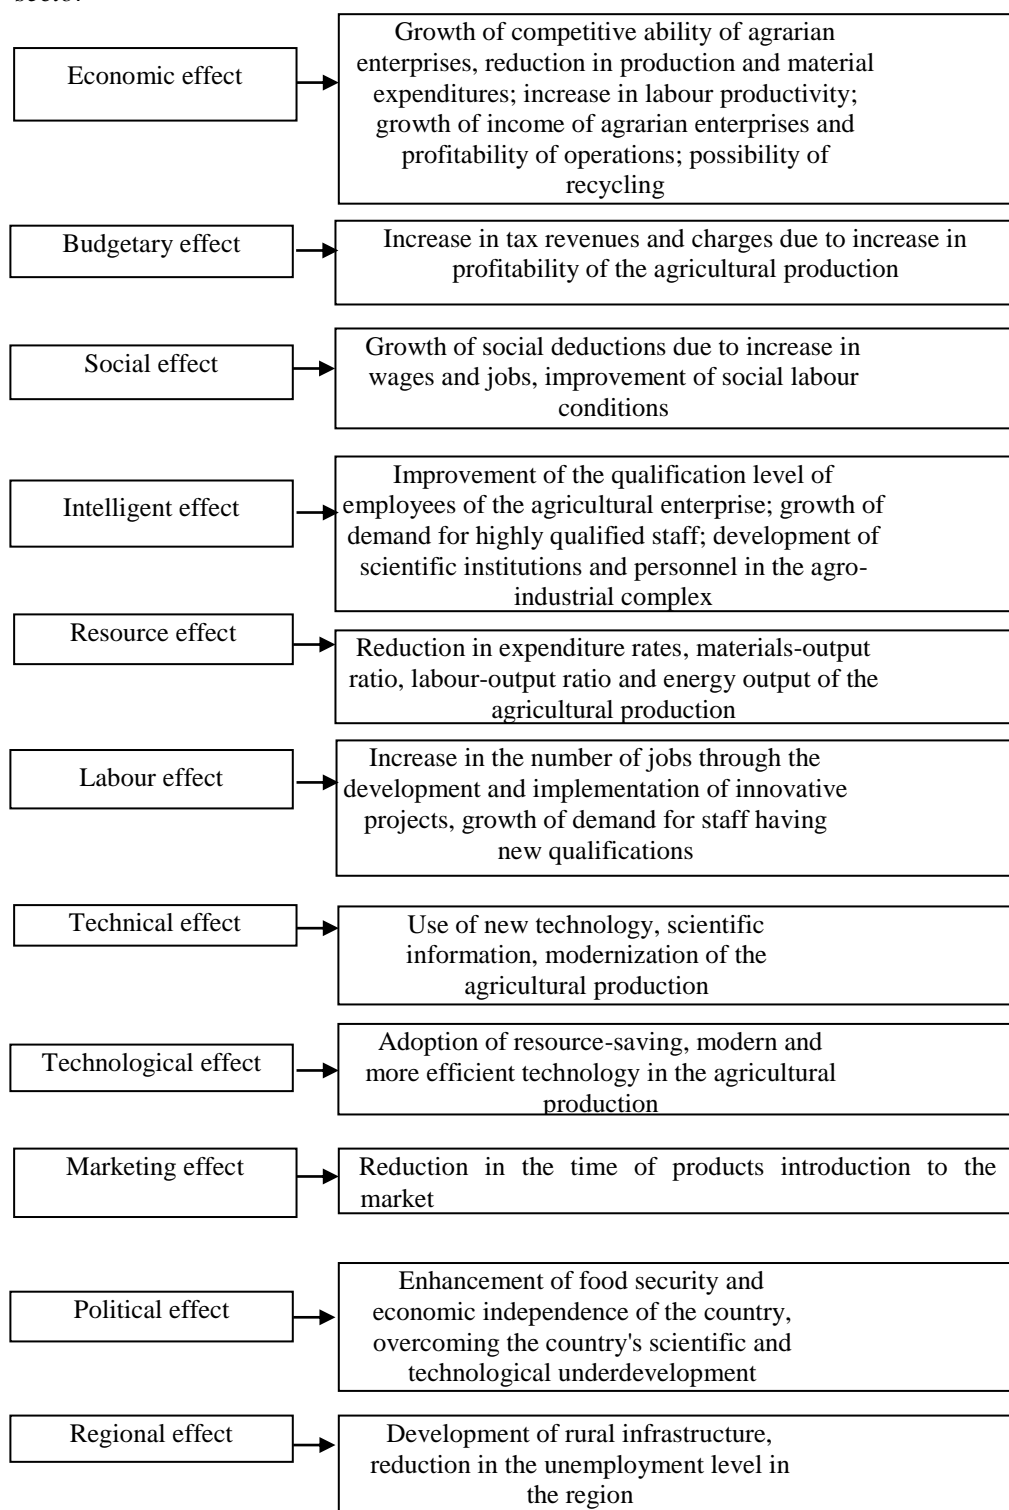 Economic effect
Growth of competitive ability of agrarian
enterprises, reduction in production and material
expenditures; increase in labour productivity;
growth of income of agrarian enterprises and
profitability of operations; possibility of
recycling
Budgetary effect
Increase in tax revenues and charges due to increase in
profitability of the agricultural production
Social effect
Growth of social deductions due to increase in
wages and jobs, improvement of social labour
conditions
Intelligent effect
Improvement of the qualification level of
employees of the agricultural enterprise; growth of
demand for highly qualified staff; development of
scientific institutions and personnel in the agro-
industrial complex
Resource effect
Reduction in expenditure rates, materials-output
ratio, labour-output ratio and energy output of the
agricultural production
Labour effect
Increase in the number of jobs through the
development and implementation of innovative
projects, growth of demand for staff having
new qualifications
Technical effect
Use of new technology, scientific
information, modernization of the
agricultural production
Technological effect
Adoption of resource-saving, modern and
more efficient technology in the agricultural
production
Marketing effect
Reduction in the time of products introduction to the
market
Political effect
Enhancement of food security and
economic independence of the country,
overcoming the country's scientific and
technological underdevelopment
Regional effect
Development of rural infrastructure,
reduction in the unemployment level in
the region